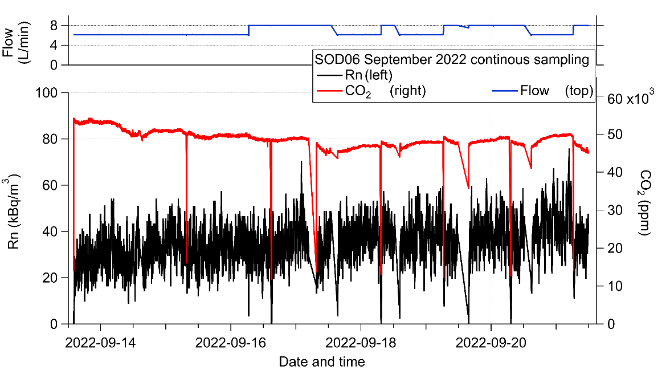 8
4
0
Flow
(L/min)
SOD06 September 2022 continous sampling
Rn (left)
CO2 (right)
Flow (top)
100
80
60
40
20
0
Rn (kBq/m3)
60 x103
50
40
30
20
10
0
CO2 (ppm)
2022-09-14
2022-09-16
2022-09-18
2022-09-20
Date and time